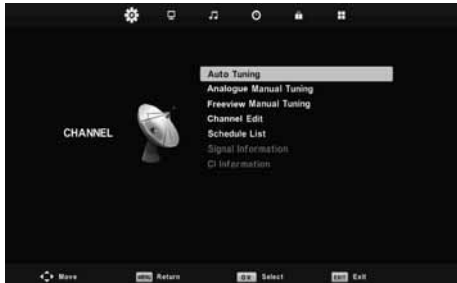 Auto Tuning
Analogue Manual Tuning
Freeview Manual Tuning
CHANNEL
Channel Edit
Schedule List
Signal Information
CI Information
Move
MENU Return
OK Select
EXIT Exit